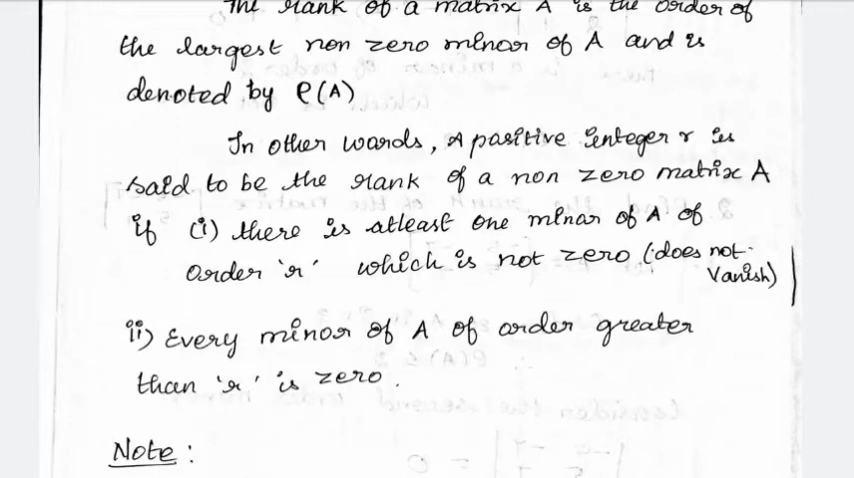 The rank of a matrix A is the order of
the largest non zero minor of A and is
denoted by ρ(A)
In other words, A positive integer r is
said to be the rank of a non zero matrix A
if (i) there is atleast one minor of A of
order 'r' which is not zero (does not
vanish)
ii) Every minor of A of order greater
than 'r' is zero.
Note :